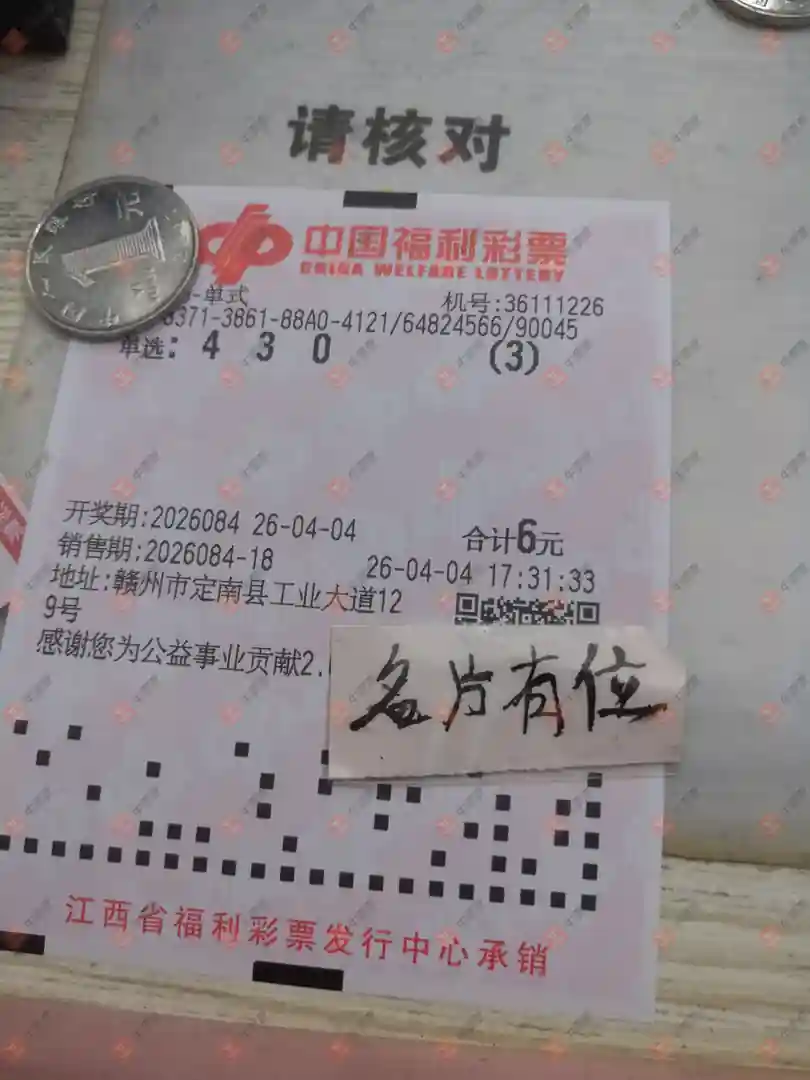 请核对
中国福利彩票
CHINA WELFARE LOTTERY
-单式 机号:36111226
8371-3861-88A0-4121/64824566/90045
单选: 4 3 0 (3)
开奖期:2026084 26-04-04 合计6元
销售期:2026084-18 26-04-04 17:31:33
地址:赣州市定南县工业大道12
9号
感谢您为公益事业贡献2.
名片有位
江西省福利彩票发行中心承销